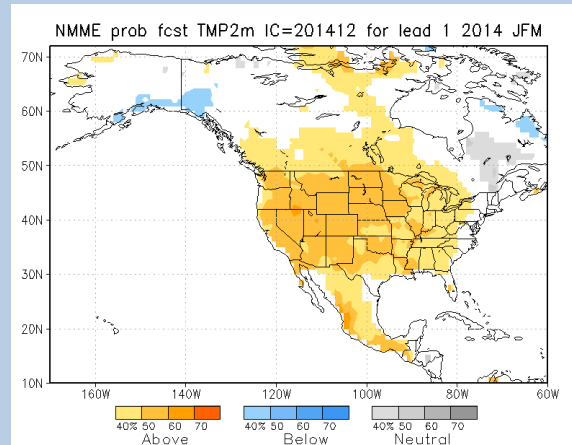 NMME prob fcst TMP2m IC=201412 for lead 1 2014 JFM
70N
60N
50N
40N
30N
20N
10N
160W 140W 120W 100W 80W 60W
40% 50 60 70 40% 50 60 70 40% 50 60 70
Above Below Neutral